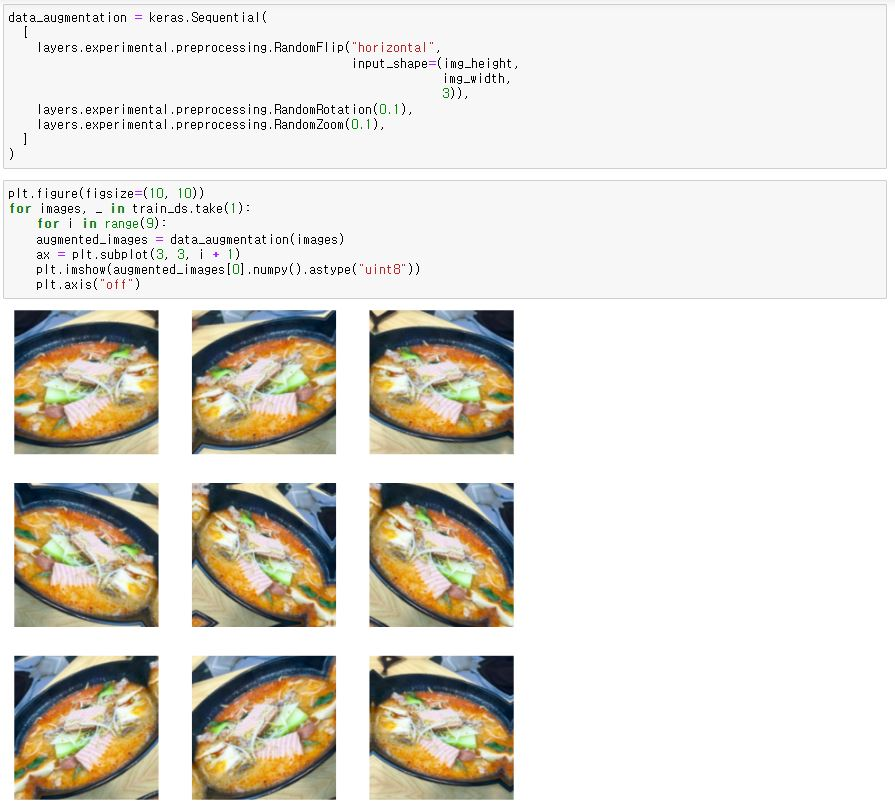 data_augmentation = keras.Sequential(
  [
    layers.experimental.preprocessing.RandomFlip("horizontal",
                                                 input_shape=(img_height,
                                                              img_width,
                                                              3)),
    layers.experimental.preprocessing.RandomRotation(0.1),
    layers.experimental.preprocessing.RandomZoom(0.1),
  ]
)
plt.figure(figsize=(10, 10))
for images, _ in train_ds.take(1):
    for i in range(9):
    augmented_images = data_augmentation(images)
    ax = plt.subplot(3, 3, i + 1)
    plt.imshow(augmented_images[0].numpy().astype("uint8"))
    plt.axis("off")